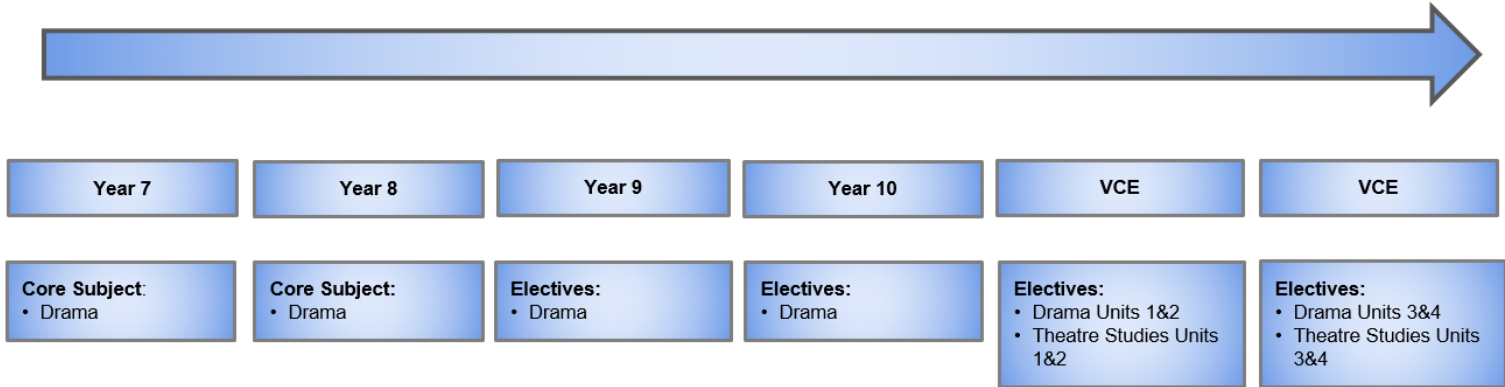 Year 7
Year 8
Year 9
Year 10
VCE
VCE
Core Subject:
• Drama
Core Subject:
• Drama
Electives:
• Drama
Electives:
• Drama
Electives:
• Drama Units 1&2
• Theatre Studies Units
1&2
Electives:
• Drama Units 3&4
• Theatre Studies Units
3&4